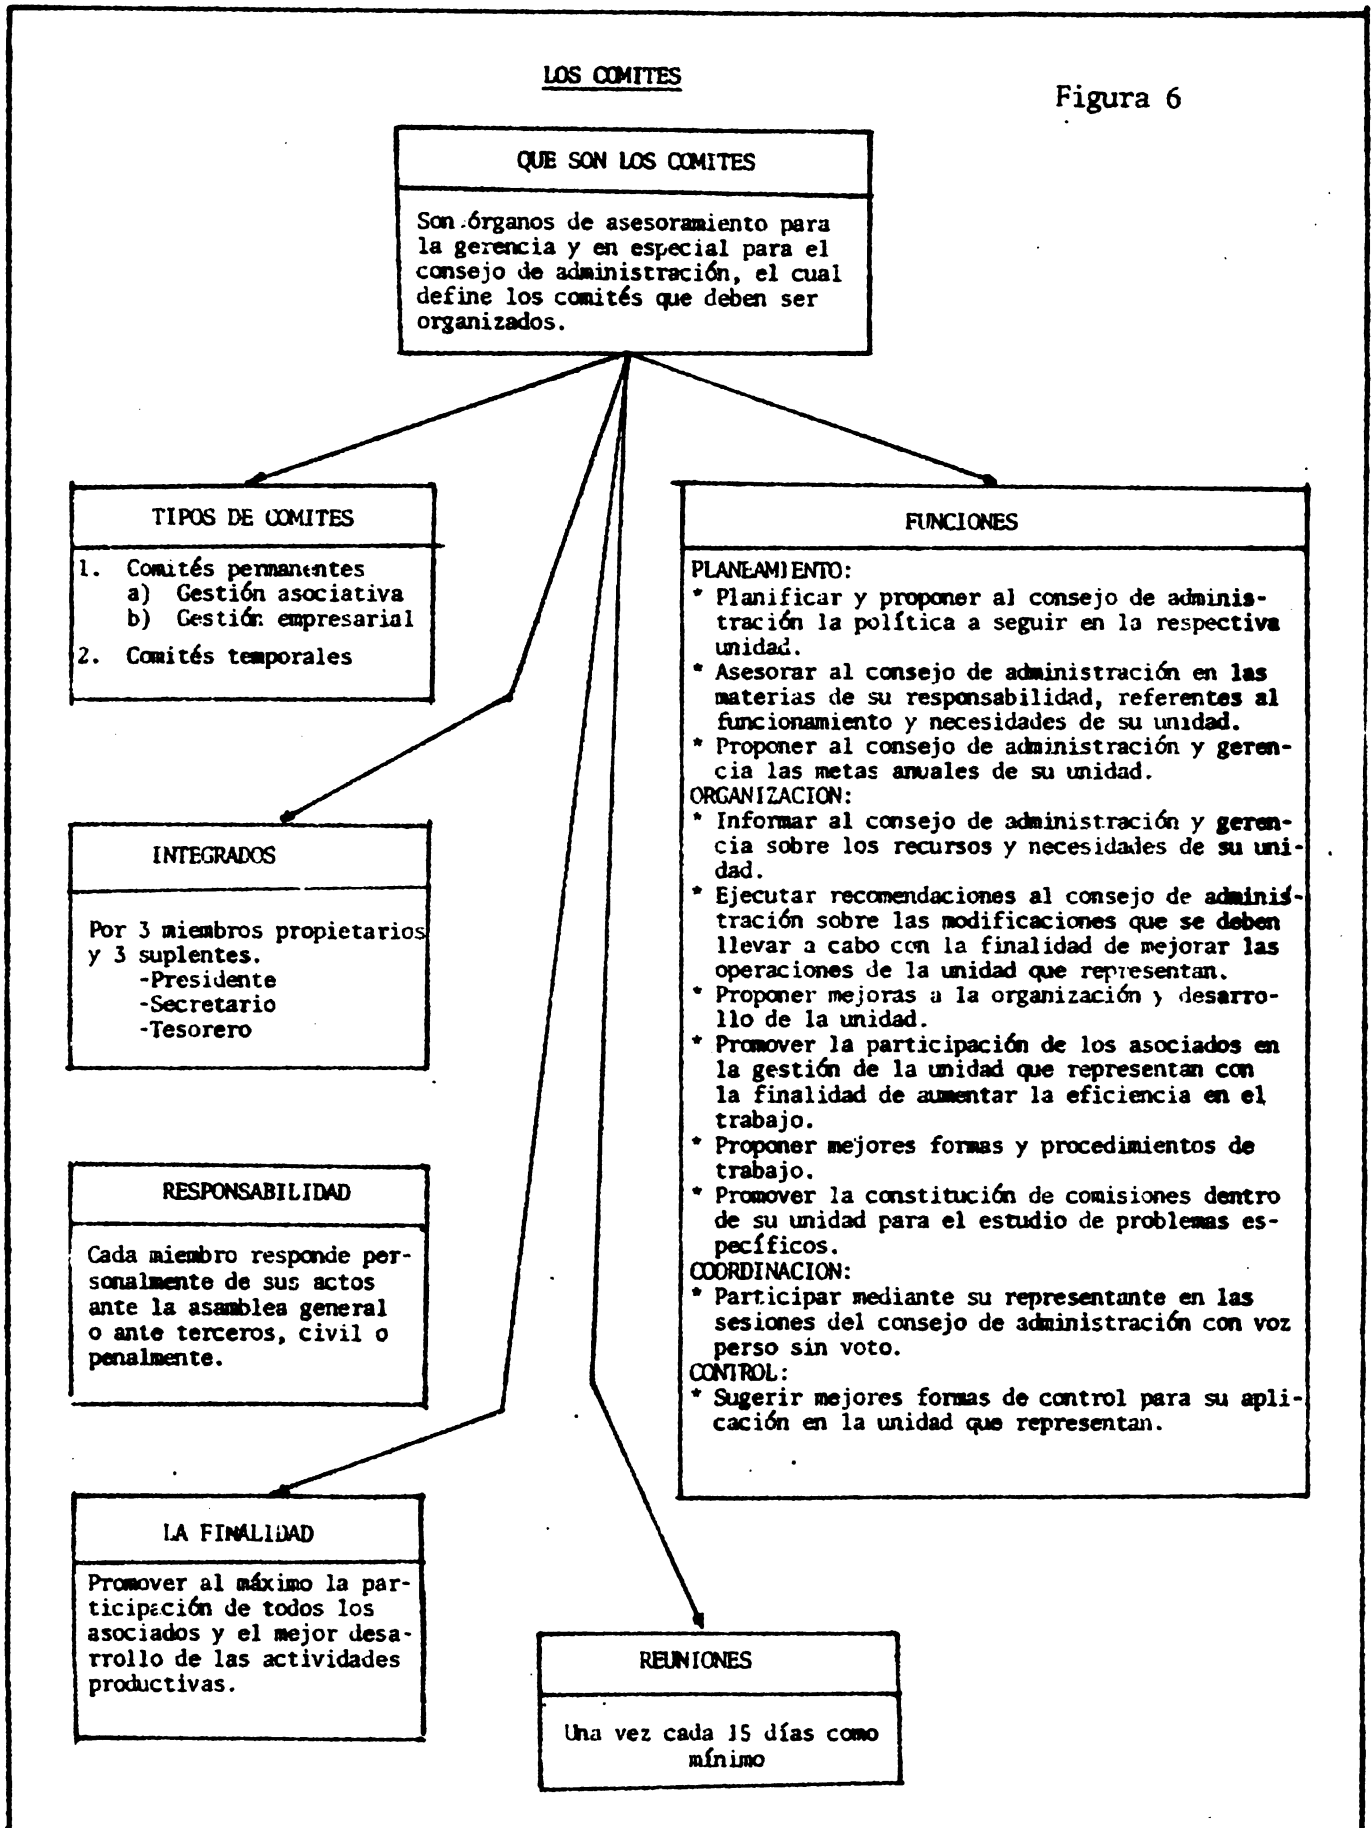 LOS COMITES
Figura 6
QUE SON LOS COMITES
Son órganos de asesoramiento para
la gerencia y en especial para el
consejo de administración, el cual
define los comités que deben ser
organizados.
TIPOS DE COMITES
1. Comités permanentes
a) Gestión asociativa
b) Gestión empresarial
2. Comités temporales
INTEGRADOS
Por 3 miembros propietarios
y 3 suplentes.
-Presidente
-Secretario
-Tesorero
RESPONSABILIDAD
Cada miembro responde per-
sonalmente de sus actos
ante la asamblea general
o ante terceros, civil o
penalmente.
LA FINALIDAD
Promover al máximo la par-
ticipación de todos los
asociados y el mejor desa-
rrollo de las actividades
productivas.
FUNCIONES
PLANEAMIENTO:
* Planificar y proponer al consejo de adminis-
tración la política a seguir en la respectiva
unidad.
* Asesorar al consejo de administración en las
materias de su responsabilidad, referentes al
funcionamiento y necesidades de su unidad.
* Proponer al consejo de administración y geren-
cia las metas anuales de su unidad.
ORGANIZACION:
* Informar al consejo de administración y geren-
cia sobre los recursos y necesidades de su uni-
dad.
* Ejecutar recomendaciones al consejo de adminis-
tración sobre las modificaciones que se deben
llevar a cabo con la finalidad de mejorar las
operaciones de la unidad que representan.
* Proponer mejoras a la organización y desarro-
llo de la unidad.
* Promover la participación de los asociados en
la gestión de la unidad que representan con
la finalidad de aumentar la eficiencia en el
trabajo.
* Proponer mejores formas y procedimientos de
trabajo.
* Promover la constitución de comisiones dentro
de su unidad para el estudio de problemas es-
pecíficos.
COORDINACION:
* Participar mediante su representante en las
sesiones del consejo de administración con voz
perso sin voto.
CONTROL:
* Sugerir mejores formas de control para su apli-
cación en la unidad que representan.
REUNIONES
Una vez cada 15 días como
mínimo